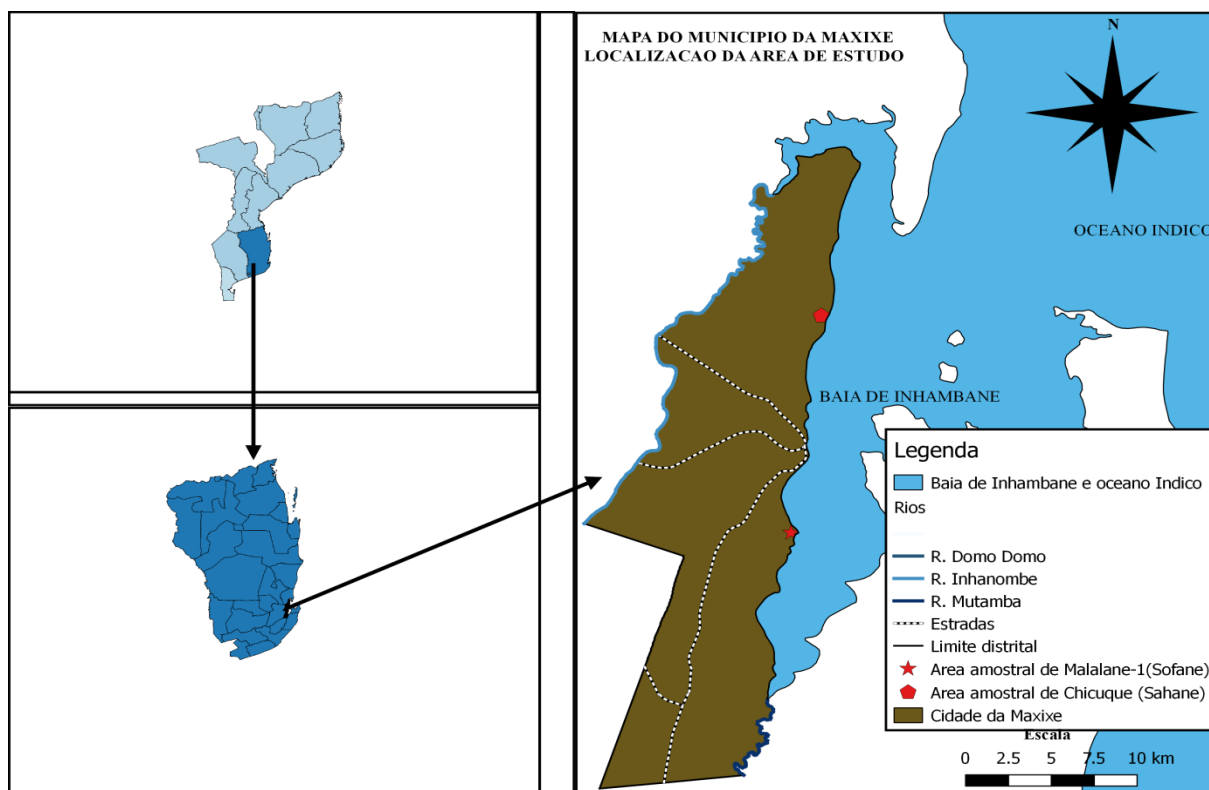 MAPA DO MUNICIPIO DA MAXIXE
LOCALIZACAO DA AREA DE ESTUDO
N
OCEANO INDICO
BAIA DE INHAMBANE
Legenda
Baia de Inhambane e oceano Indico
Rios
R. Domo Domo
R. Inhanombe
R. Mutamba
Estradas
Limite distrital
Area amostral de Malalane-1(Sofane)
Area amostral de Chicuque (Sahane)
Cidade da Maxixe
Escala
0 2.5 5 7.5 10 km